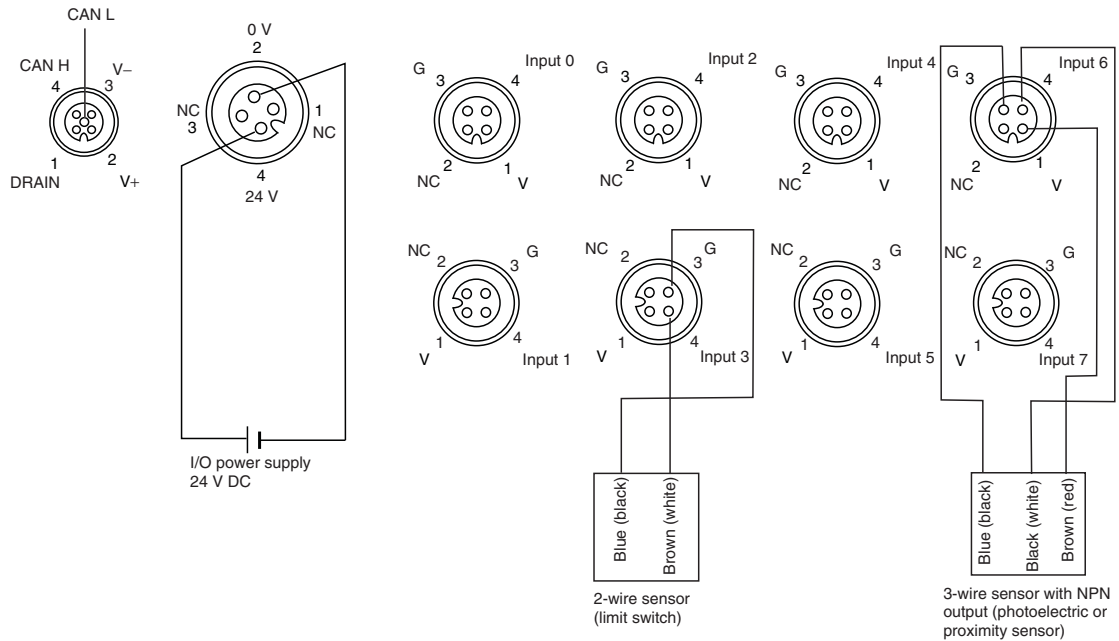 CAN L
CAN H
V–
4
3
1
2
DRAIN
V+
0 V
2
NC
3
1
NC
4
24 V
I/O power supply
24 V DC
G
3
4
Input 0
2
NC
1
V
G
3
4
Input 2
2
NC
1
V
G
3
4
Input 4
2
NC
1
V
G
3
4
Input 6
2
NC
1
V
NC
2
3
G
1
V
4
Input 1
NC
2
3
G
1
V
4
Input 3
NC
2
3
G
1
V
4
Input 5
NC
2
3
G
1
V
4
Input 7
Blue (black)
Brown (white)
2-wire sensor
(limit switch)
Blue (black)
Black (white)
Brown (red)
3-wire sensor with NPN
output (photoelectric or
proximity sensor)